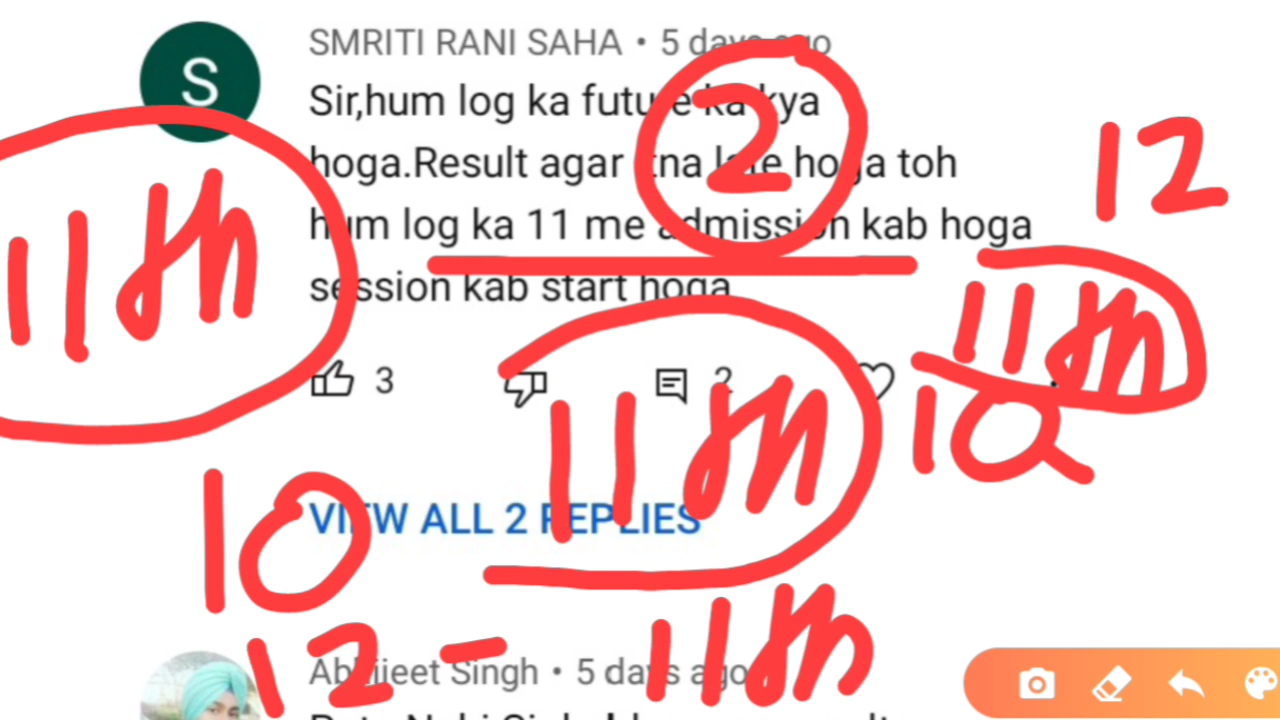 S
SMRITI RANI SAHA • 5 days ago
Sir,hum log ka future ka kya
hoga.Result agar itna late hoga toh
hum log ka 11 me admission kab hoga
session kab start hoga
2
12
11th
11th
10
3
2
11th
VIEW ALL 2 REPLIES
10
12 - 11th
Abhijeet Singh • 5 days ago